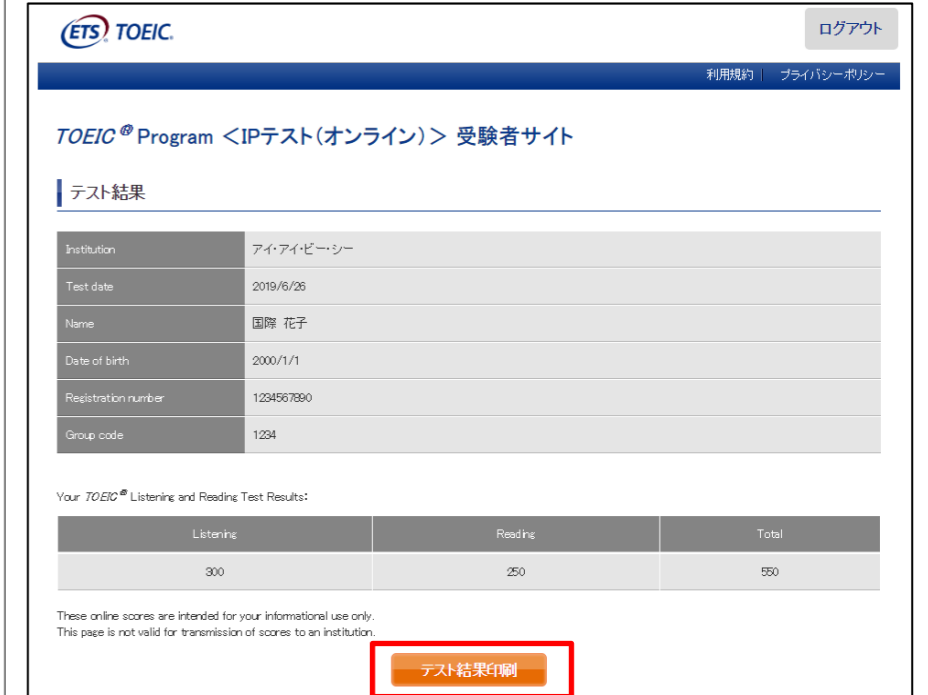 ETS TOEIC.
ログアウト
利用規約 | プライバシーポリシー
TOEIC® Program ＜IPテスト（オンライン）＞ 受験者サイト
テスト結果
Institution アイ・アイ・ビー・シー
Test date 2019/6/26
Name 国際 花子
Date of birth 2000/1/1
Registration number 1234567890
Group code 1234
Your TOEIC® Listening and Reading Test Results:
Listening Reading Total
300 250 550
These online scores are intended for your informational use only.
This page is not valid for transmission of scores to an institution.
テスト結果印刷